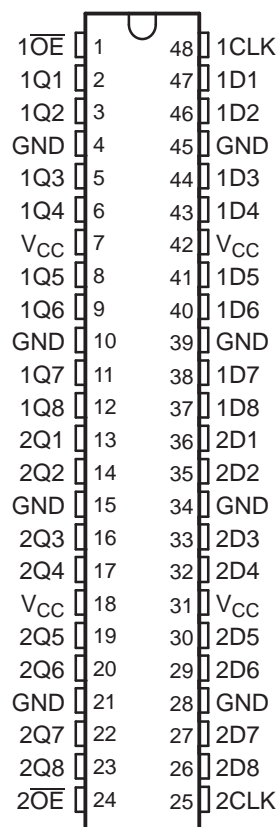 1O̅E̅ 1 48 1CLK
1Q1 2 47 1D1
1Q2 3 46 1D2
GND 4 45 GND
1Q3 5 44 1D3
1Q4 6 43 1D4
VCC 7 42 VCC
1Q5 8 41 1D5
1Q6 9 40 1D6
GND 10 39 GND
1Q7 11 38 1D7
1Q8 12 37 1D8
2Q1 13 36 2D1
2Q2 14 35 2D2
GND 15 34 GND
2Q3 16 33 2D3
2Q4 17 32 2D4
VCC 18 31 VCC
2Q5 19 30 2D5
2Q6 20 29 2D6
GND 21 28 GND
2Q7 22 27 2D7
2Q8 23 26 2D8
2O̅E̅ 24 25 2CLK